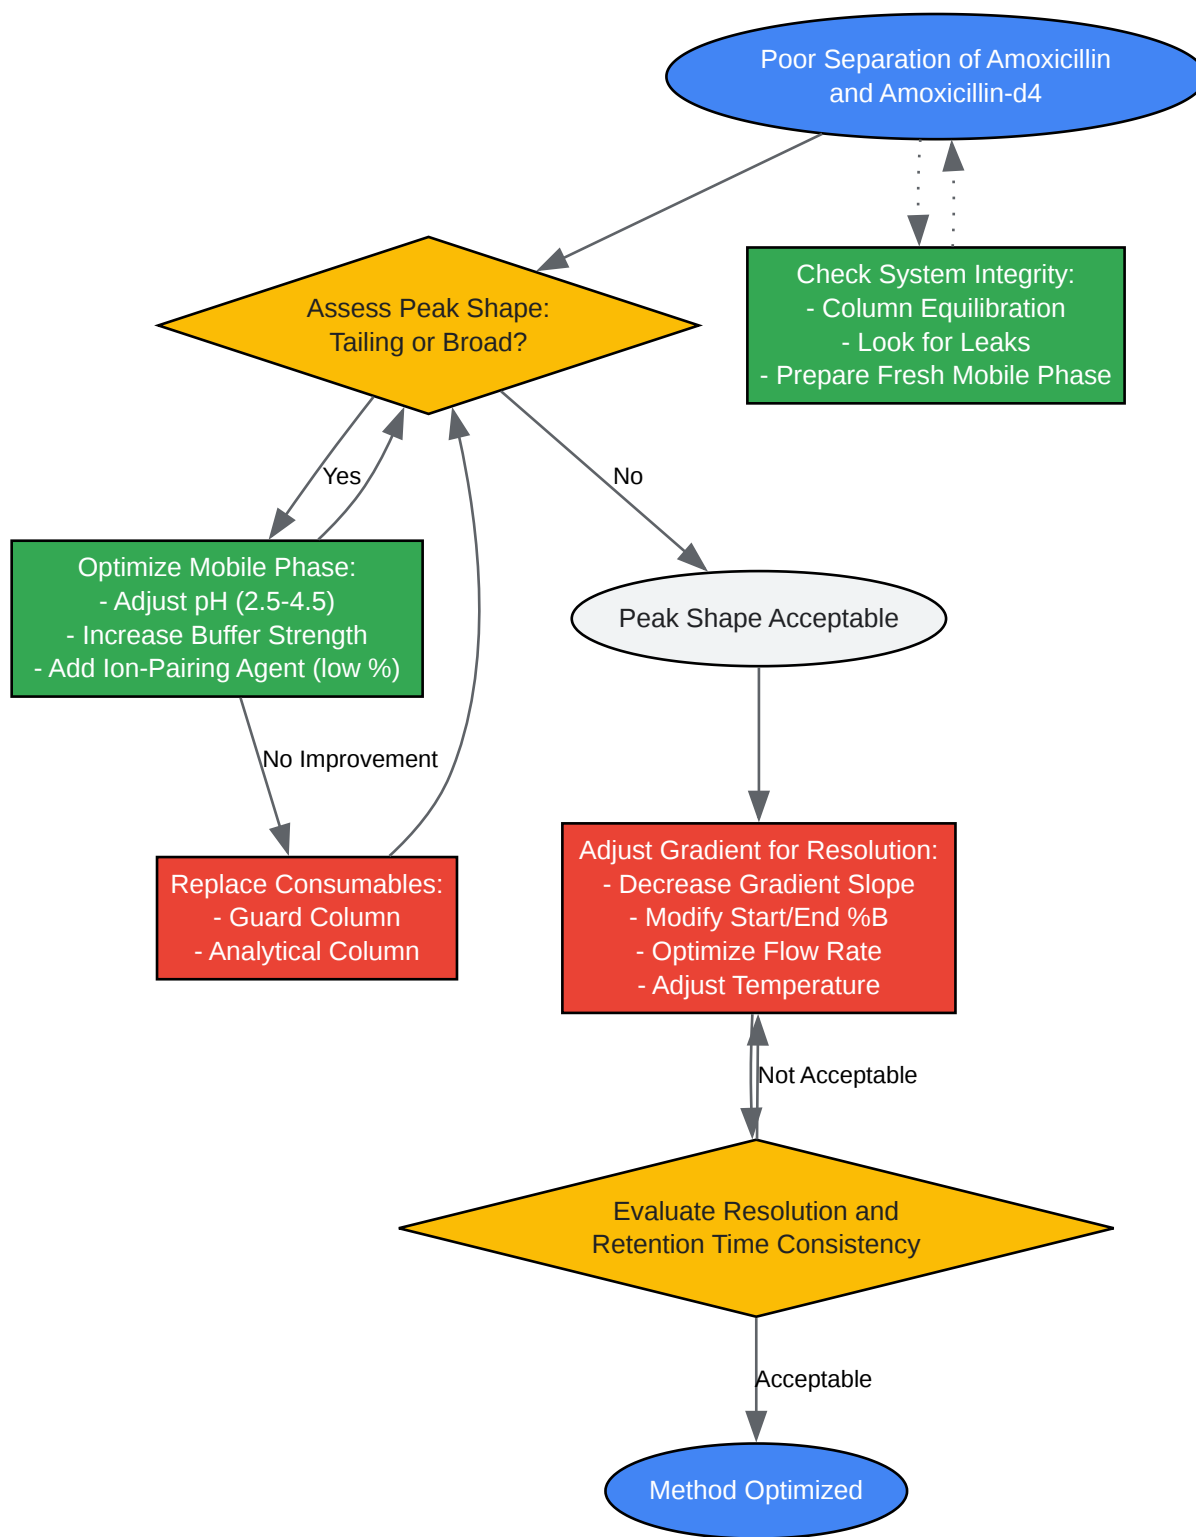 Poor Separation of Amoxicillin
and Amoxicillin-d4
Check System Integrity:
- Column Equilibration
- Look for Leaks
- Prepare Fresh Mobile Phase
Assess Peak Shape:
Tailing or Broad?
Yes
No
Optimize Mobile Phase:
- Adjust pH (2.5-4.5)
- Increase Buffer Strength
- Add Ion-Pairing Agent (low %)
Peak Shape Acceptable
No Improvement
Replace Consumables:
- Guard Column
- Analytical Column
Adjust Gradient for Resolution:
- Decrease Gradient Slope
- Modify Start/End %B
- Optimize Flow Rate
- Adjust Temperature
Not Acceptable
Evaluate Resolution and
Retention Time Consistency
Acceptable
Method Optimized